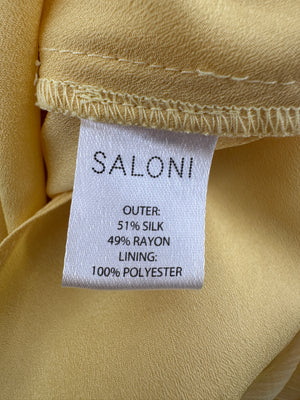 SALONI
OUTER:
51% SILK
49% RAYON
LINING:
100% POLYESTER